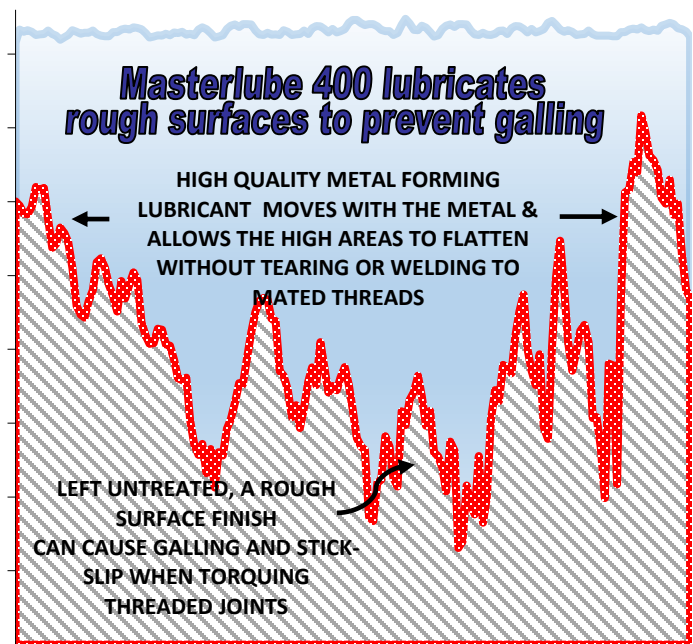 Masterlube 400 lubricates
rough surfaces to prevent galling
HIGH QUALITY METAL FORMING
LUBRICANT MOVES WITH THE METAL &
ALLOWS THE HIGH AREAS TO FLATTEN
WITHOUT TEARING OR WELDING TO
MATED THREADS
LEFT UNTREATED, A ROUGH
SURFACE FINISH
CAN CAUSE GALLING AND STICK-
SLIP WHEN TORQUING
THREADED JOINTS